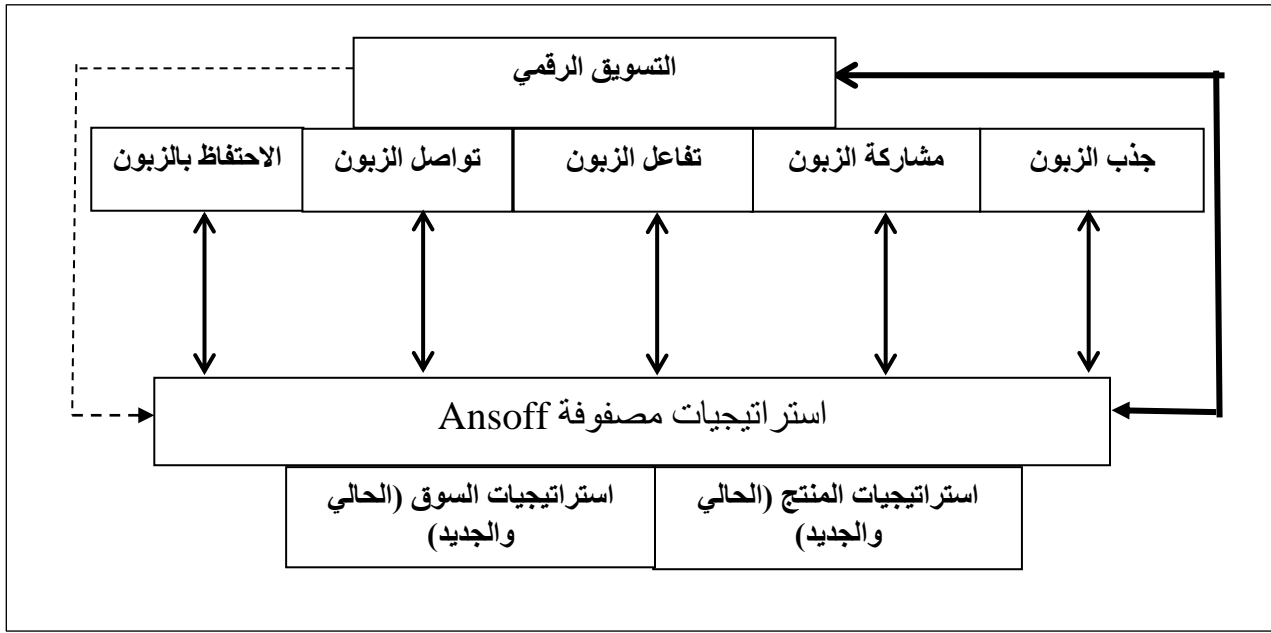 التسويق الرقمي
جذب الزبون
مشاركة الزبون
تفاعل الزبون
تواصل الزبون
الاحتفاظ بالزبون
استراتيجيات مصفوفة Ansoff
استراتيجيات المنتج (الحالي
والجديد)
استراتيجيات السوق (الحالي
والجديد)